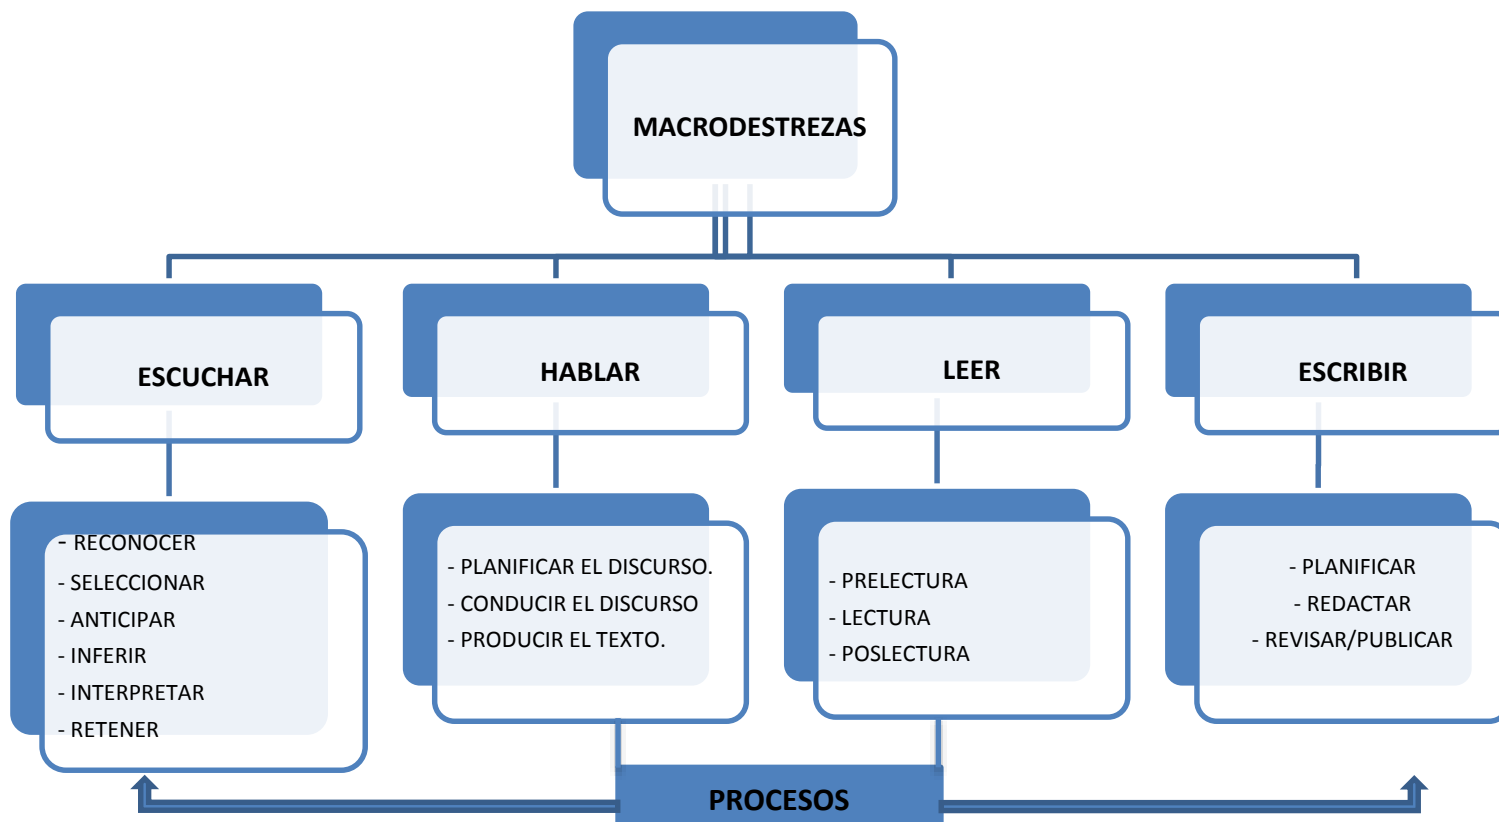 MACRODESTREZAS
ESCUCHAR
HABLAR
LEER
ESCRIBIR
- RECONOCER
- SELECCIONAR
- ANTICIPAR
- INFERIR
- INTERPRETAR
- RETENER
- PLANIFICAR EL DISCURSO.
- CONDUCIR EL DISCURSO
- PRODUCIR EL TEXTO.
- PRELECTURA
- LECTURA
- POSLECTURA
- PLANIFICAR
- REDACTAR
- REVISAR/PUBLICAR
PROCESOS